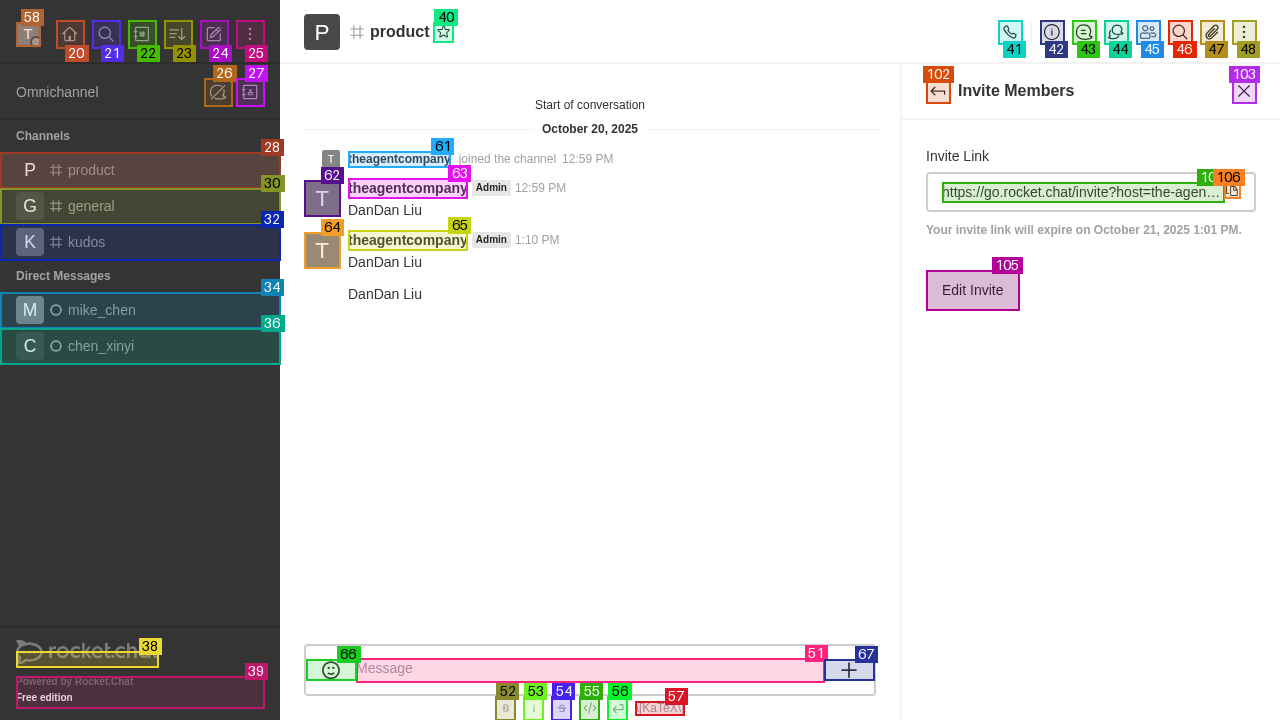 58
T
20
21
22
23
24
25
P
# product
40
41
42
43
44
45
46
47
48
Omnichannel
26
27
102
Invite Members
103
Start of conversation
October 20, 2025
Channels
28
P # product
30
G # general
32
K # kudos
Direct Messages
34
M mike_chen
36
C chen_xinyi
61
T theagentcompany joined the channel 12:59 PM
62
63
T theagentcompany Admin 12:59 PM
DanDan Liu
64
65
T theagentcompany Admin 1:10 PM
DanDan Liu
DanDan Liu
Invite Link
106
https://go.rocket.chat/invite?host=the-agen...
Your invite link will expire on October 21, 2025 1:01 PM.
105
Edit Invite
38
rocket.cha
39
Powered by Rocket.Chat
Free edition
66
51
67
Message
52
53
54
55
56
57
B
i
S
</>
\[KaTeX\]